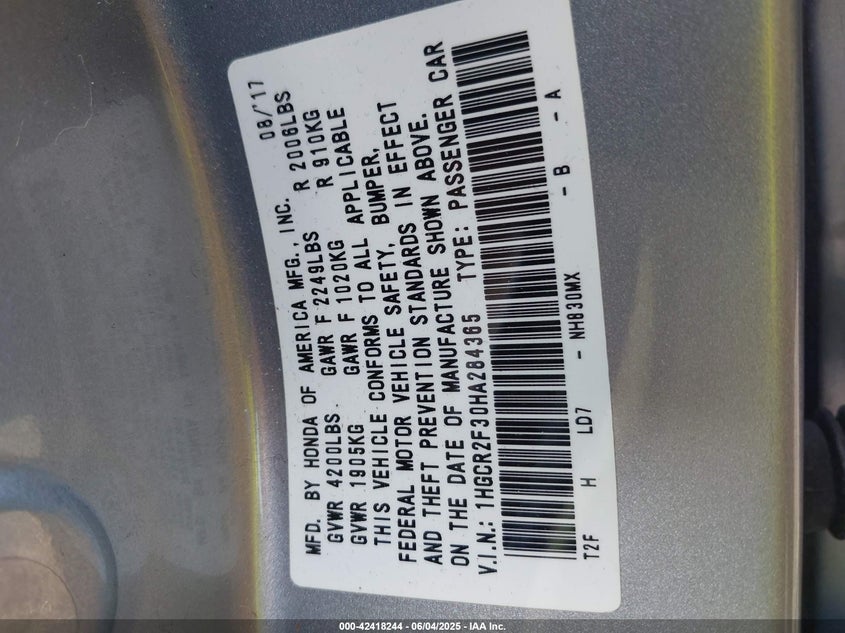 MFD. BY HONDA OF AMERICA MFG., INC. 08/'17
GVWR 4200LBS GAWR F 2249LBS R 2006LBS
GVWR 1905KG GAWR F 1020KG R 910KG
THIS VEHICLE CONFORMS TO ALL APPLICABLE
FEDERAL MOTOR VEHICLE SAFETY, BUMPER,
AND THEFT PREVENTION STANDARDS IN EFFECT
ON THE DATE OF MANUFACTURE SHOWN ABOVE.
V.I.N.: 1HGCR2F30HA284365 TYPE: PASSENGER CAR
T2F H LD7 - NH830MX - B - A
000-42418244 - 06/04/2025 - IAA Inc.